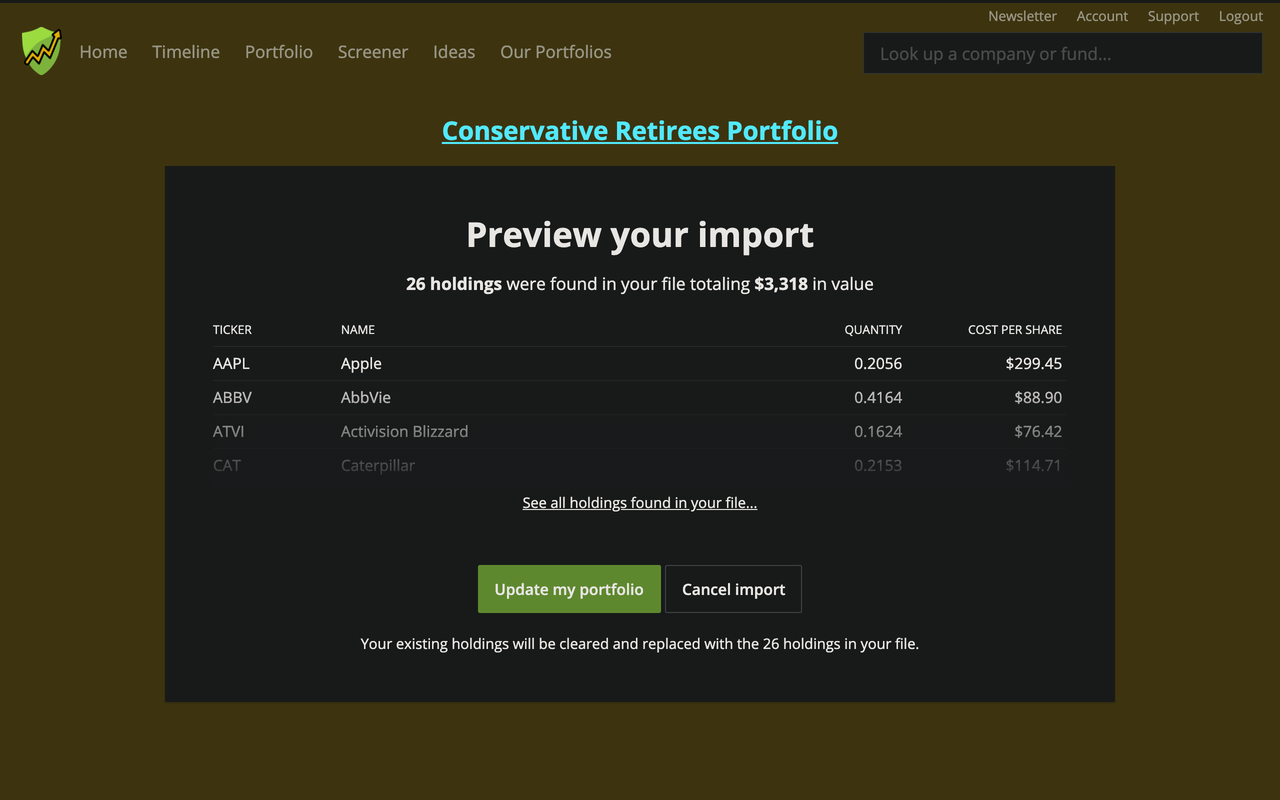 Newsletter Account Support Logout
Home Timeline Portfolio Screener Ideas Our Portfolios
Look up a company or fund...
Conservative Retirees Portfolio
Preview your import
26 holdings were found in your file totaling $3,318 in value
TICKER NAME QUANTITY COST PER SHARE
AAPL Apple 0.2056 $299.45
ABBV AbbVie 0.4164 $88.90
ATVI Activision Blizzard 0.1624 $76.42
CAT Caterpillar 0.2153 $114.71
See all holdings found in your file...
Update my portfolio Cancel import
Your existing holdings will be cleared and replaced with the 26 holdings in your file.